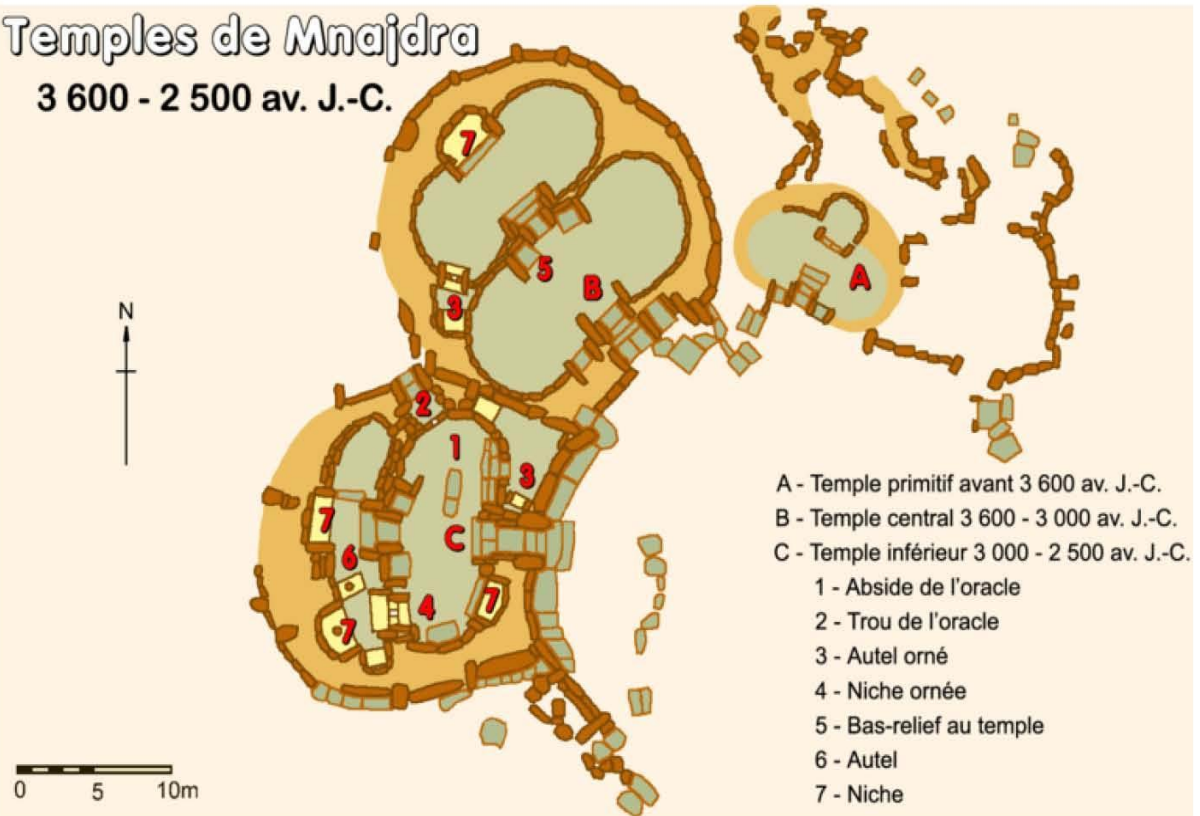 Temples de Mnajdra
3 600 - 2 500 av. J.-C.
7
5
B
A
3
N
2
1
3
7
C
6
7
4
7
A - Temple primitif avant 3 600 av. J.-C.
B - Temple central 3 600 - 3 000 av. J.-C.
C - Temple inférieur 3 000 - 2 500 av. J.-C.
1 - Abside de l'oracle
2 - Trou de l'oracle
3 - Autel orné
4 - Niche ornée
5 - Bas-relief au temple
6 - Autel
7 - Niche
0 5 10m